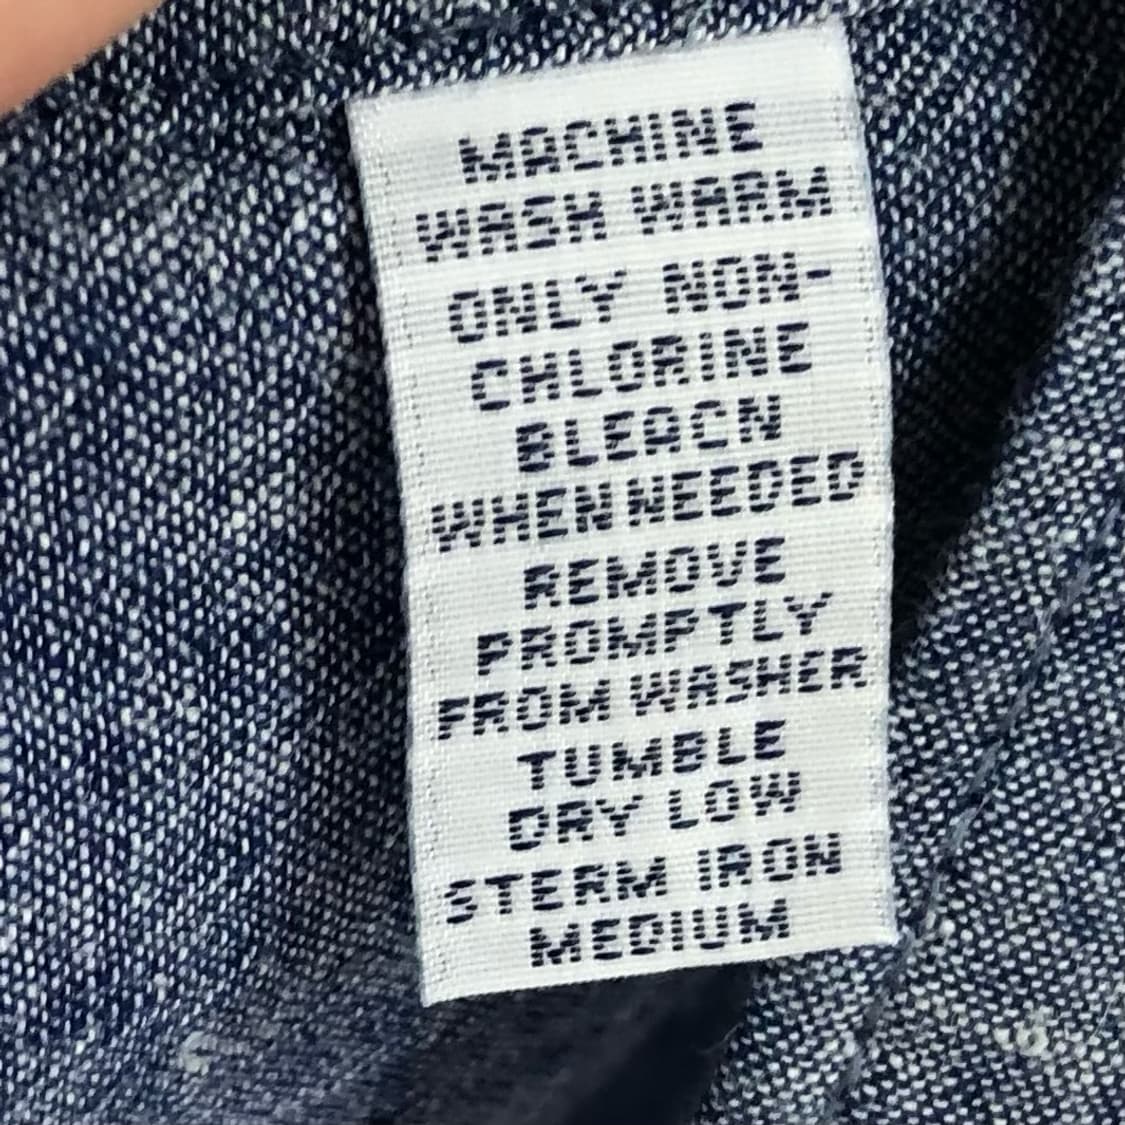 MACHINE
WASH WARM
ONLY NON-
CHLORINE
BLEACN
WHEN NEEDED
REMOVE
PROMPTLY
FROM WASHER
TUMBLE
DRY LOW
STERM IRON
MEDIUM